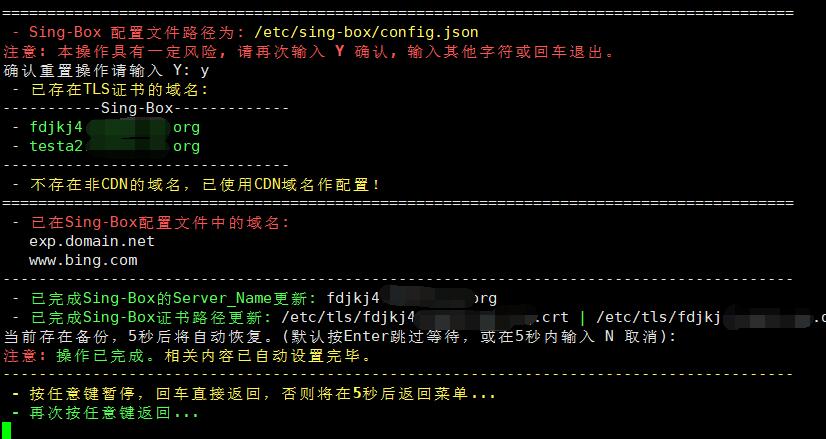 ================================================================================
- Sing-Box 配置文件路径为: /etc/sing-box/config.json
注意: 本操作具有一定风险, 请再次输入 Y 确认, 输入其他字符或回车退出。
确认重置操作请输入 Y: y
- 已存在TLS证书的域名:
-----------Sing-Box-------------
- fdjkj4 org
- testa2. org
--------------------------------
- 不存在非CDN的域名，已使用CDN域名作配置!
================================================================================
- 已在Sing-Box配置文件中的域名:
exp.domain.net
www.bing.com
--------------------------------------------------------------------------------
- 已完成Sing-Box的Server_Name更新: fdjkj4 org
- 已完成Sing-Box证书路径更新: /etc/tls/fdjkj4 .crt | /etc/tls/fdjkj
当前存在备份，5秒后将自动恢复。(默认按Enter跳过等待，或在5秒内输入 N 取消):
注意: 操作已完成。相关内容已自动设置完毕。
--------------------------------------------------------------------------------
- 按任意键暂停，回车直接返回，否则将在5秒后返回菜单...
- 再次按任意键返回...